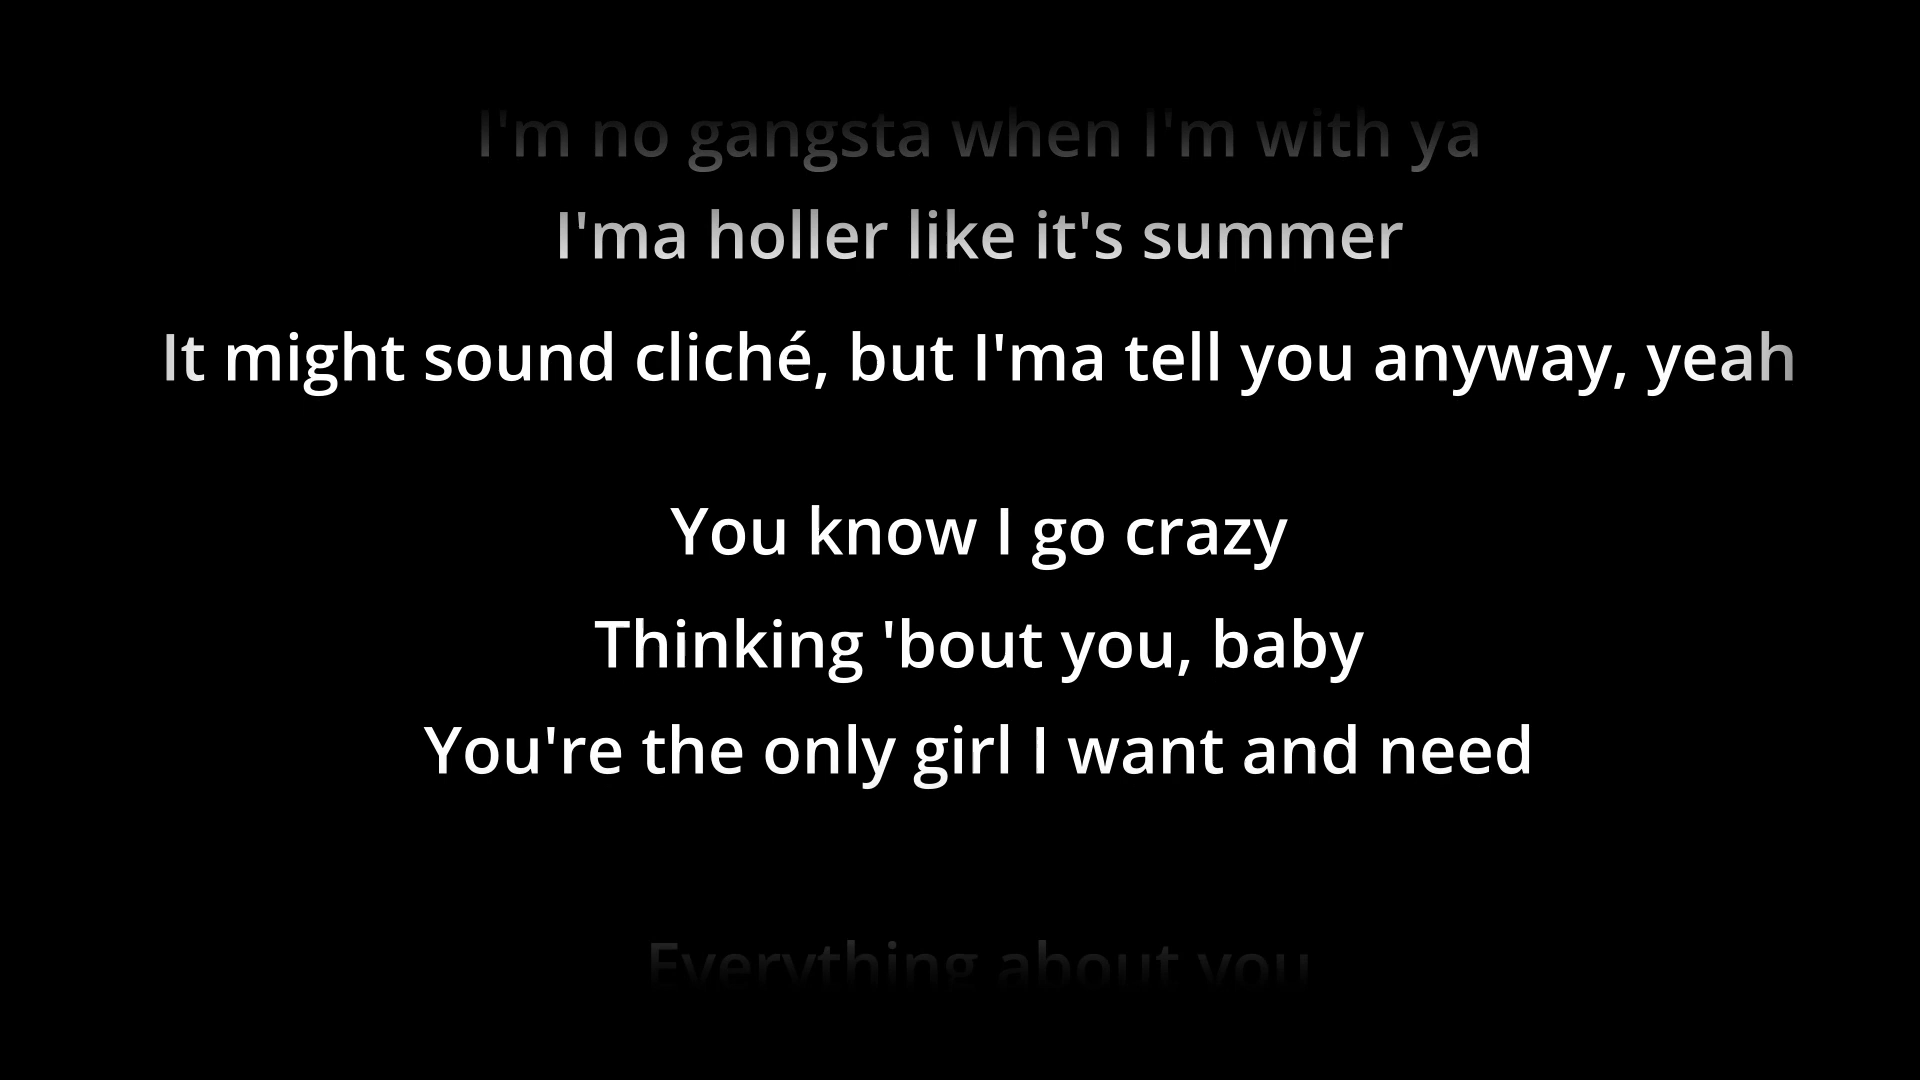 I'm no gangsta when I'm with ya
I'ma holler like it's summer
It might sound cliché, but I'ma tell you anyway, yeah
You know I go crazy
Thinking 'bout you, baby
You're the only girl I want and need
Everything about you